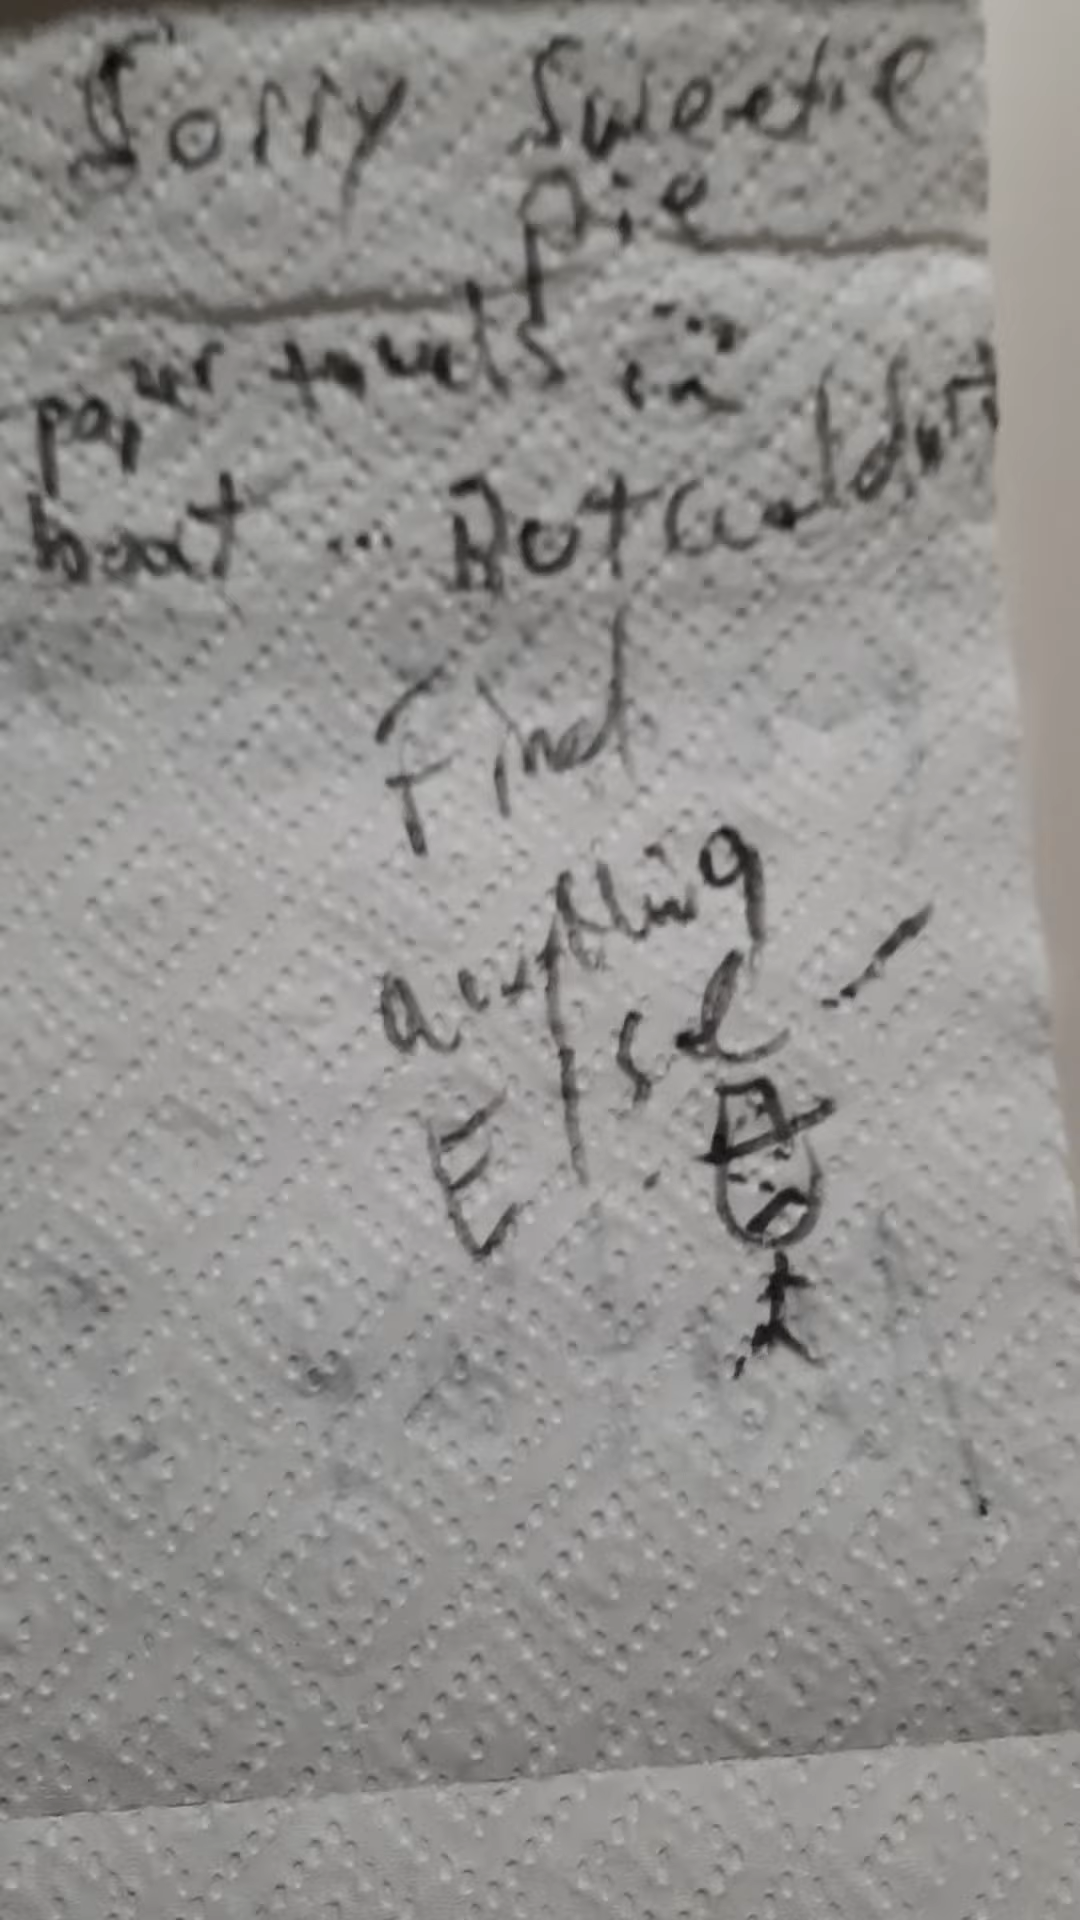 Sorry Sweetie
pie
paper towels in
boat ... But couldn't
Find
anything
Else